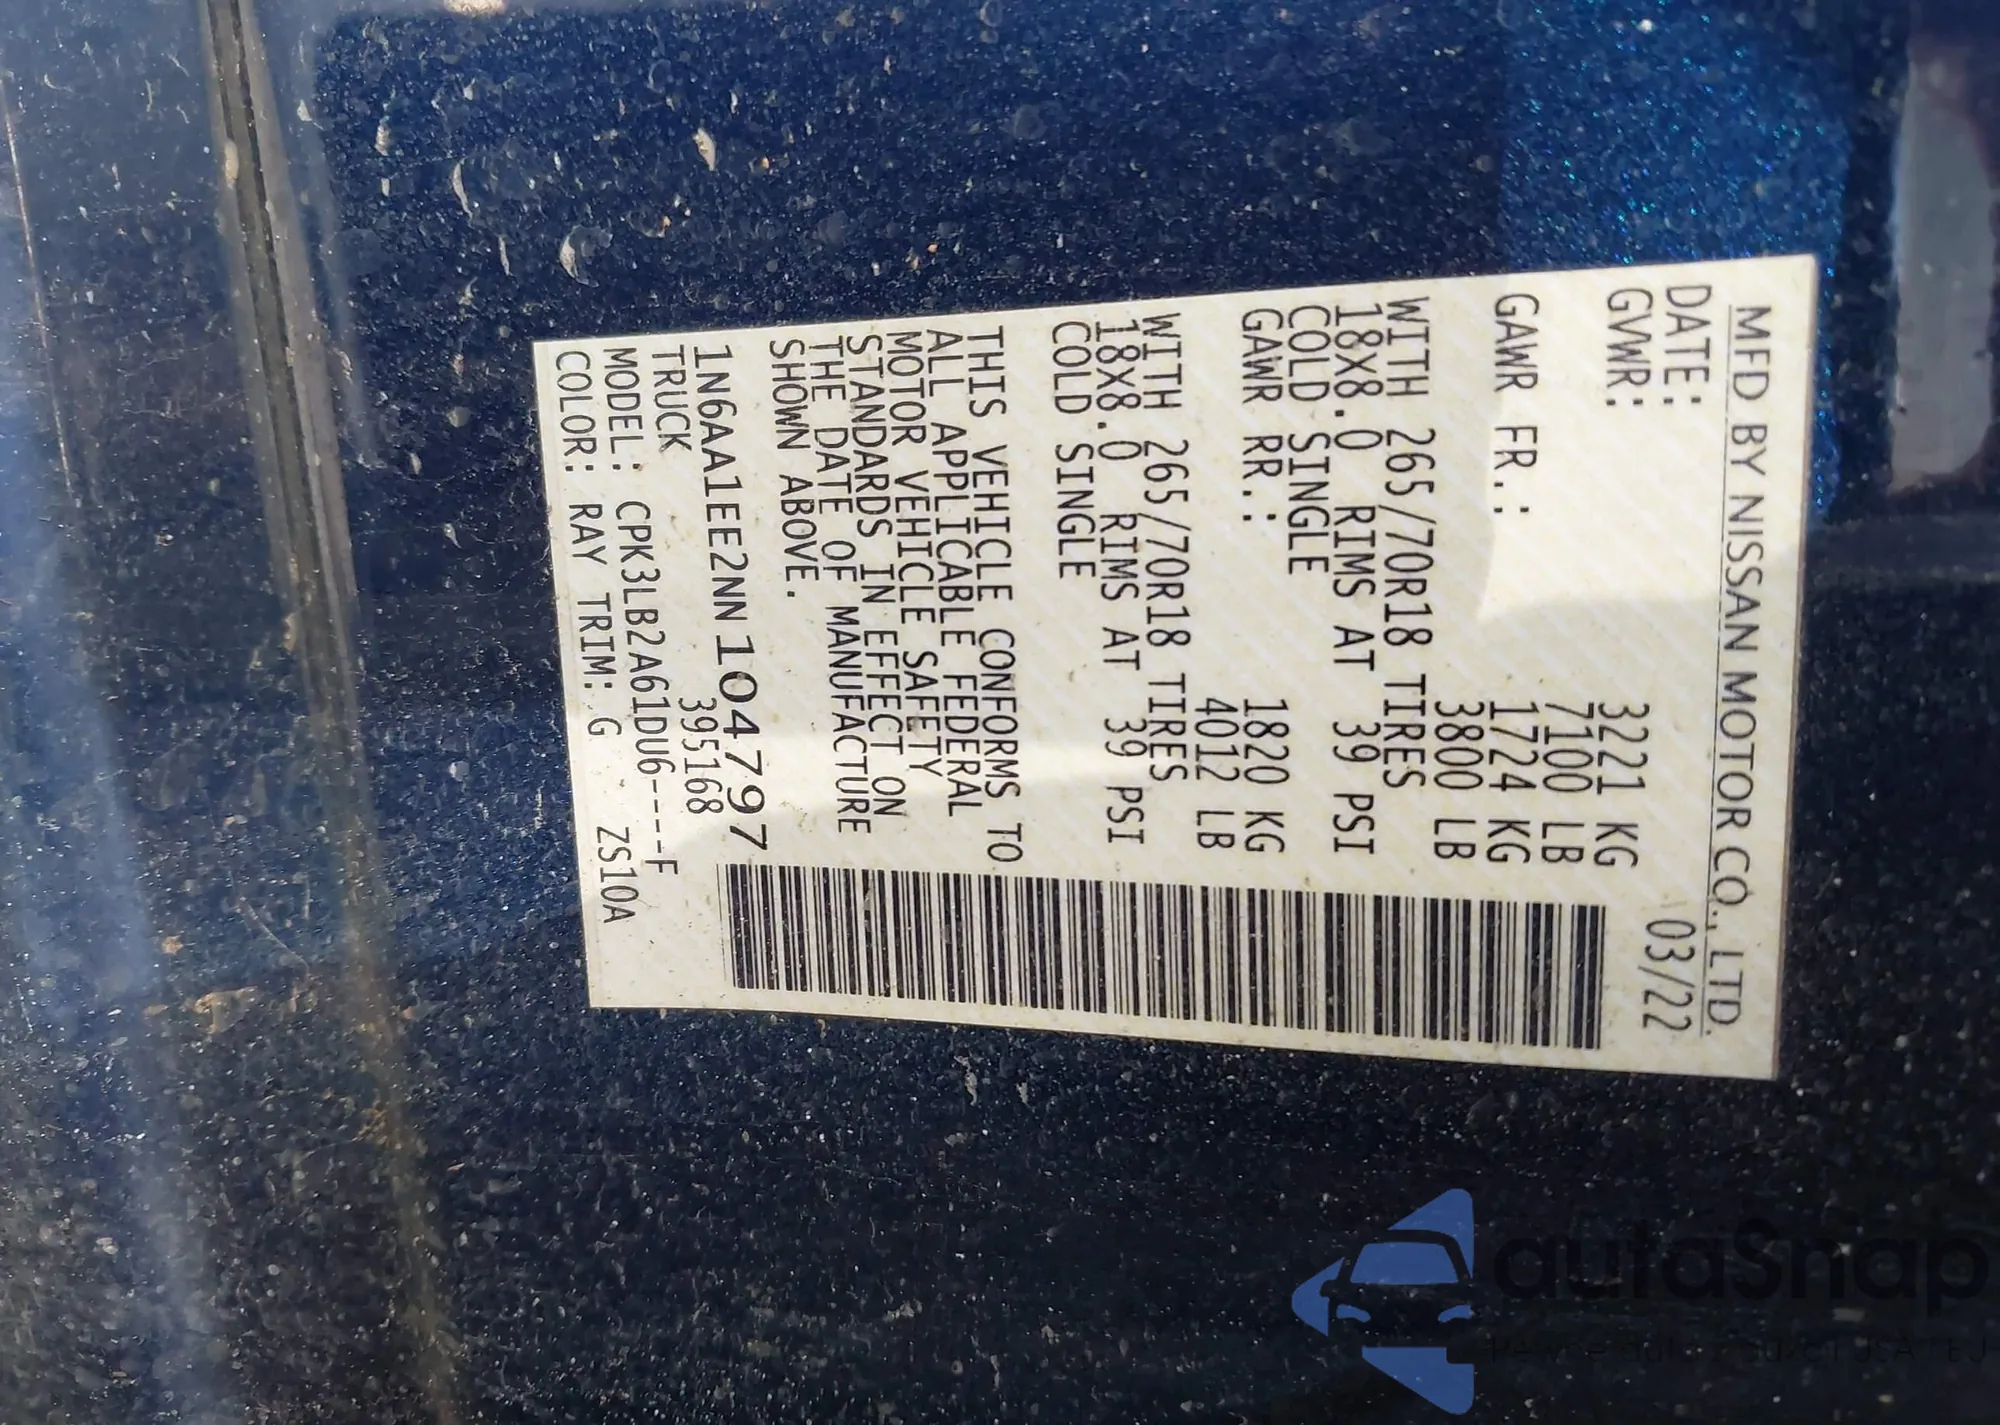 MFD BY NISSAN MOTOR CO., LTD.
DATE: 03/22
GVWR: 3221 KG
7100 LB
GAWR FR.: 1724 KG
3800 LB
WITH 265/70R18 TIRES
18X8.0 RIMS AT 39 PSI
COLD SINGLE
GAWR RR.: 1820 KG
4012 LB
WITH 265/70R18 TIRES
18X8.0 RIMS AT 39 PSI
COLD SINGLE
THIS VEHICLE CONFORMS TO
ALL APPLICABLE FEDERAL
MOTOR VEHICLE SAFETY
STANDARDS IN EFFECT ON
THE DATE OF MANUFACTURE
SHOWN ABOVE.
1N6AA1EE2NN104797
TRUCK 395168
MODEL: CPK3LB2A61DU6----F
COLOR: RAY TRIM: G ZS10A
autaSnap